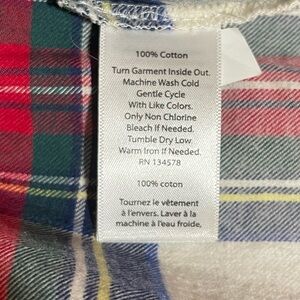 100% Cotton
Turn Garment Inside Out.
Machine Wash Cold
Gentle Cycle
With Like Colors.
Only Non Chlorine
Bleach If Needed.
Tumble Dry Low.
Warm Iron If Needed.
RN 134578
100% coton
Tournez le vêtement
à l'envers. Laver à la
machine à l'eau froide,